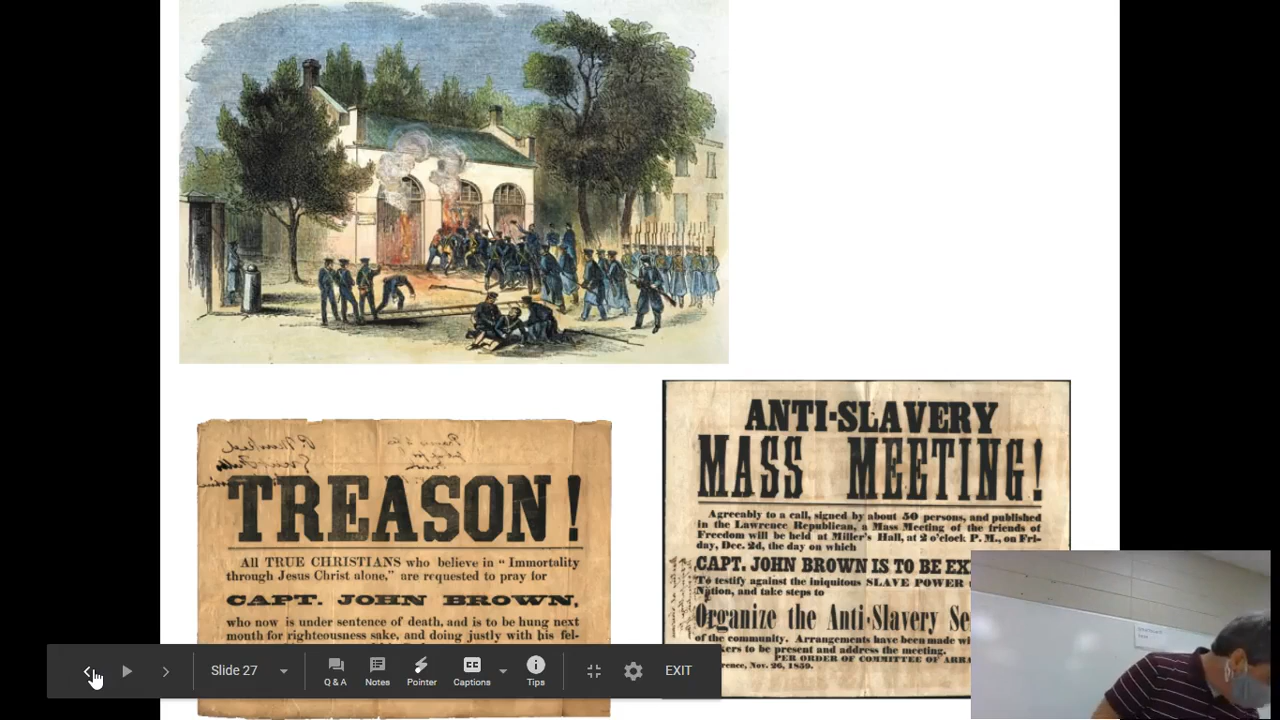 TREASON!
All TRUE CHRISTIANS who believe in "Immortality
through Jesus Christ alone," are requested to pray for
CAPT. JOHN BROWN,
who now is under sentence of death, and is to be hung next
mouth for righteousness sake, and doing justly with his fel-
ANTI-SLAVERY
MASS MEETING!
Agreeably to a call, signed by about 50 persons, and published
in the Lawrence Republican, a Mass Meeting of the friends of
Freedom will be held at Miller's Hall, at 2 o'clock P. M., on Fri-
day, Dec. 2d, the day on which
CAPT. JOHN BROWN IS TO BE EX
To testify against the iniquitous SLAVE POWER
Nation, and take steps to
Organize the Anti-Slavery Se
of the community. Arrangements have been made wi
kers to be present and address the meeting.
PER ORDER OF COMMITTEE OF ARRA
rence, Nov. 26, 1859.
Slide 27
Q & A
Notes
Pointer
Captions
Tips
EXIT